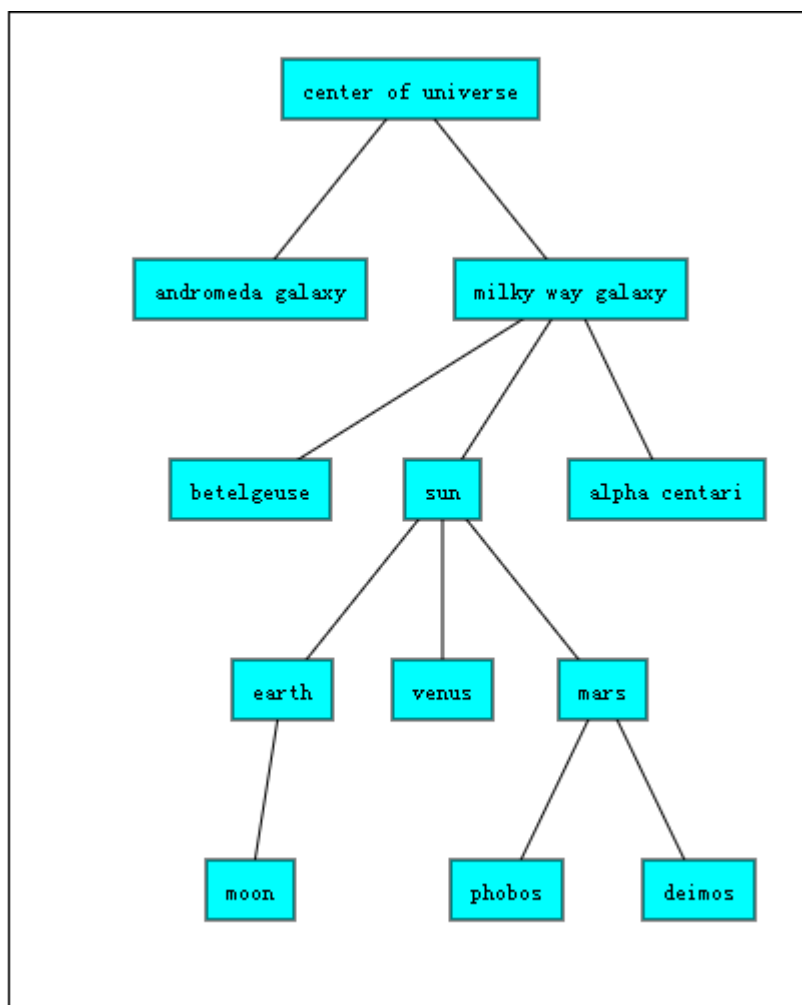 center of universe
andromeda galaxy
milky way galaxy
betelgeuse
sun
alpha centari
earth
venus
mars
moon
phobos
deimos